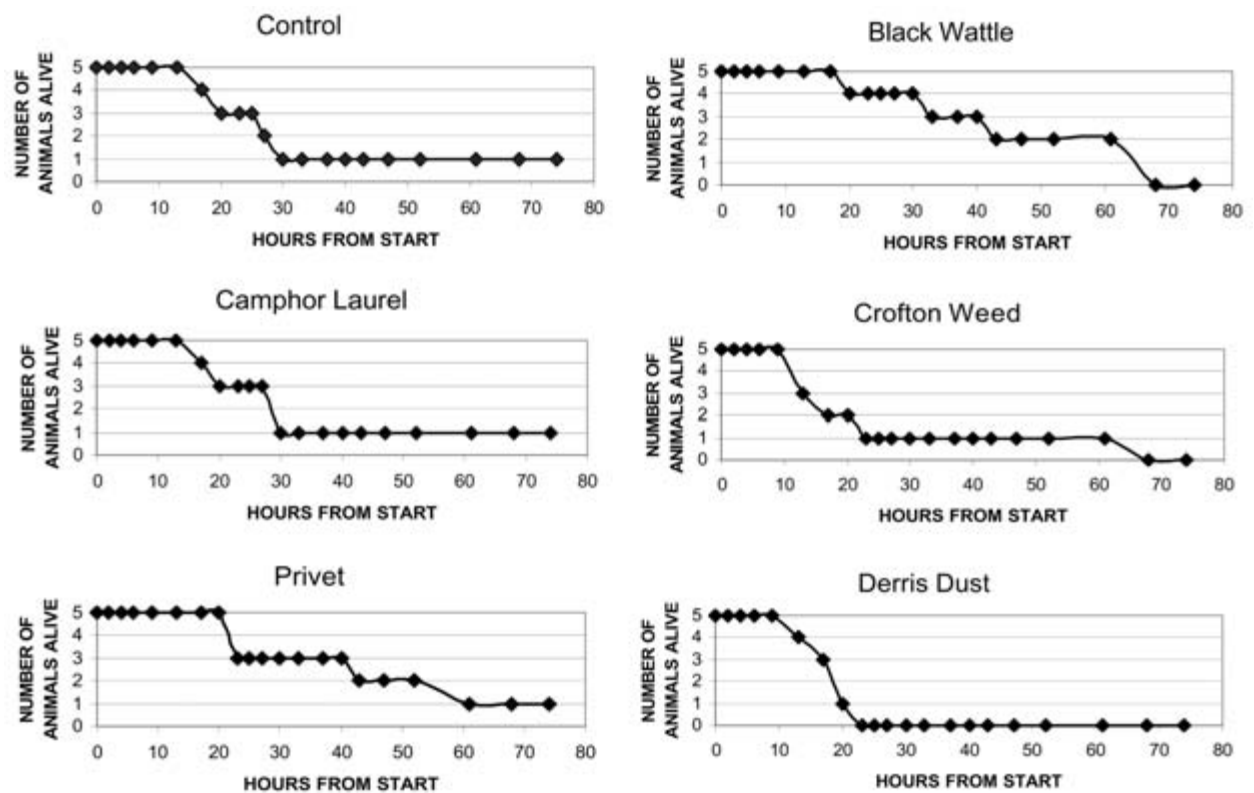 Control
NUMBER OF
ANIMALS ALIVE
5
4
3
2
1
0
0 10 20 30 40 50 60 70 80
HOURS FROM START
Black Wattle
NUMBER OF
ANIMALS ALIVE
5
4
3
2
1
0
0 10 20 30 40 50 60 70 80
HOURS FROM START
Camphor Laurel
NUMBER OF
ANIMALS ALIVE
5
4
3
2
1
0
0 10 20 30 40 50 60 70 80
HOURS FROM START
Crofton Weed
NUMBER OF
ANIMALS ALIVE
5
4
3
2
1
0
0 10 20 30 40 50 60 70 80
HOURS FROM START
Privet
NUMBER OF
ANIMALS ALIVE
5
4
3
2
1
0
0 10 20 30 40 50 60 70 80
HOURS FROM START
Derris Dust
NUMBER OF
ANIMALS ALIVE
5
4
3
2
1
0
0 10 20 30 40 50 60 70 80
HOURS FROM START